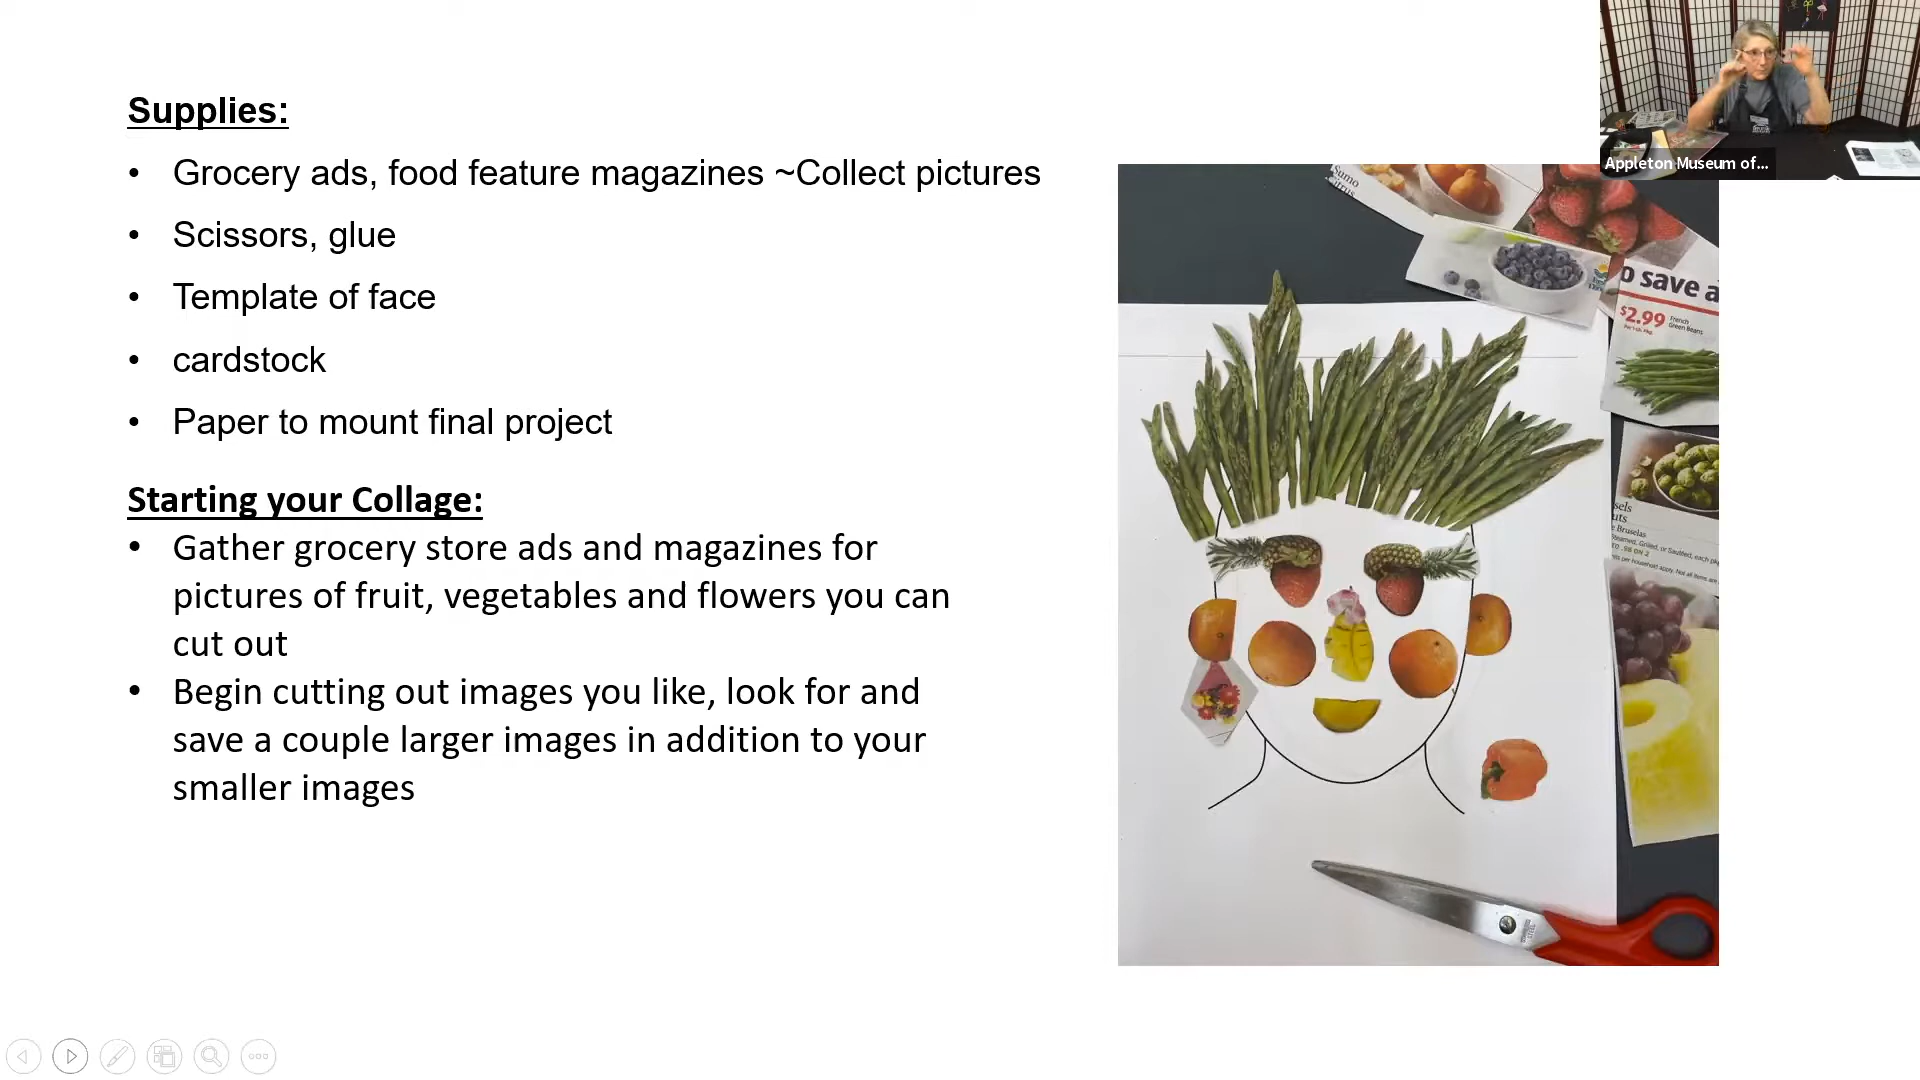 Supplies:
• Grocery ads, food feature magazines ~Collect pictures
• Scissors, glue
• Template of face
• cardstock
• Paper to mount final project
Starting your Collage:
• Gather grocery store ads and magazines for
pictures of fruit, vegetables and flowers you can
cut out
• Begin cutting out images you like, look for and
save a couple larger images in addition to your
smaller images
Appleton Museum of...
Sumo
citrus
o save a
$2.99
French
Green Beans
sels
uts
Bruselas